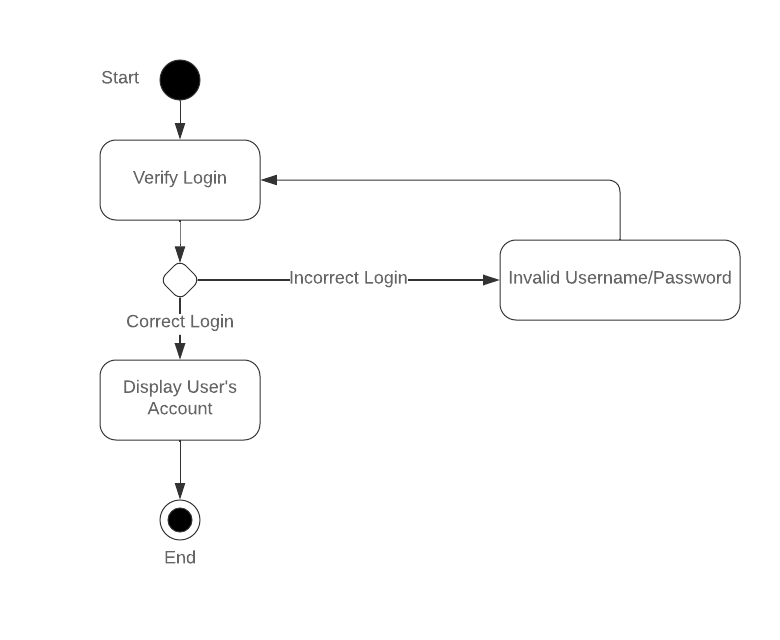 Start
Verify Login
Incorrect Login
Invalid Username/Password
Correct Login
Display User's
Account
End